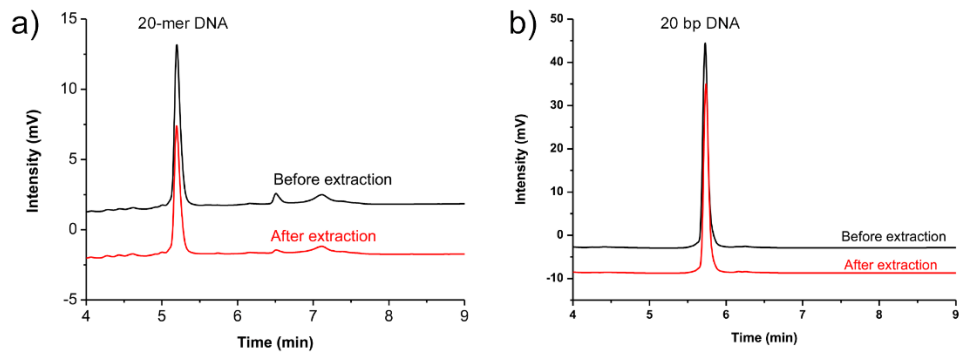 a)
20-mer DNA
15
10
5
0
-5
Intensity (mV)
Before extraction
After extraction
4 5 6 7 8 9
Time (min)
b)
20 bp DNA
50
40
30
20
10
0
-10
Intensity (mV)
Before extraction
After extraction
4 5 6 7 8 9
Time (min)